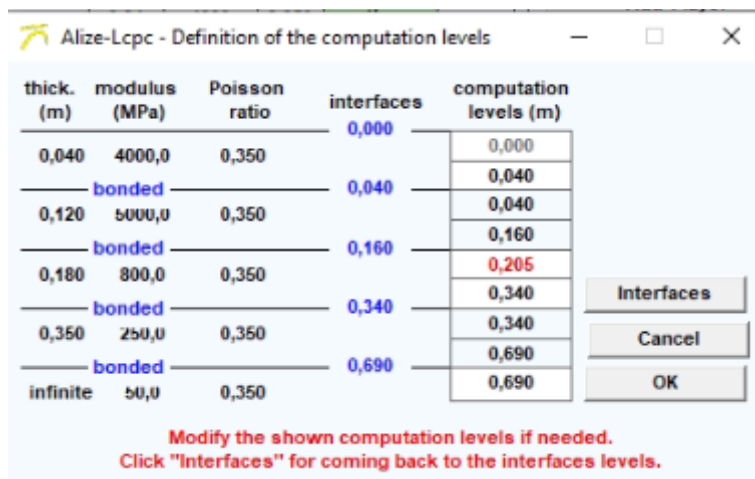 Alize-Lcpc - Definition of the computation levels
thick. modulus Poisson interfaces computation
(m) (MPa) ratio levels (m)
0,000
0,000
0,040 4000,0 0,350
0,040
bonded 0,040
0,040
0,120 5000,0 0,350
0,160
bonded 0,160
0,205
0,180 800,0 0,350
0,340 Interfaces
bonded 0,340
0,340
0,350 250,0 0,350 Cancel
0,690
bonded 0,690
0,690 OK
infinite 50,0 0,350
Modify the shown computation levels if needed.
Click "Interfaces" for coming back to the interfaces levels.